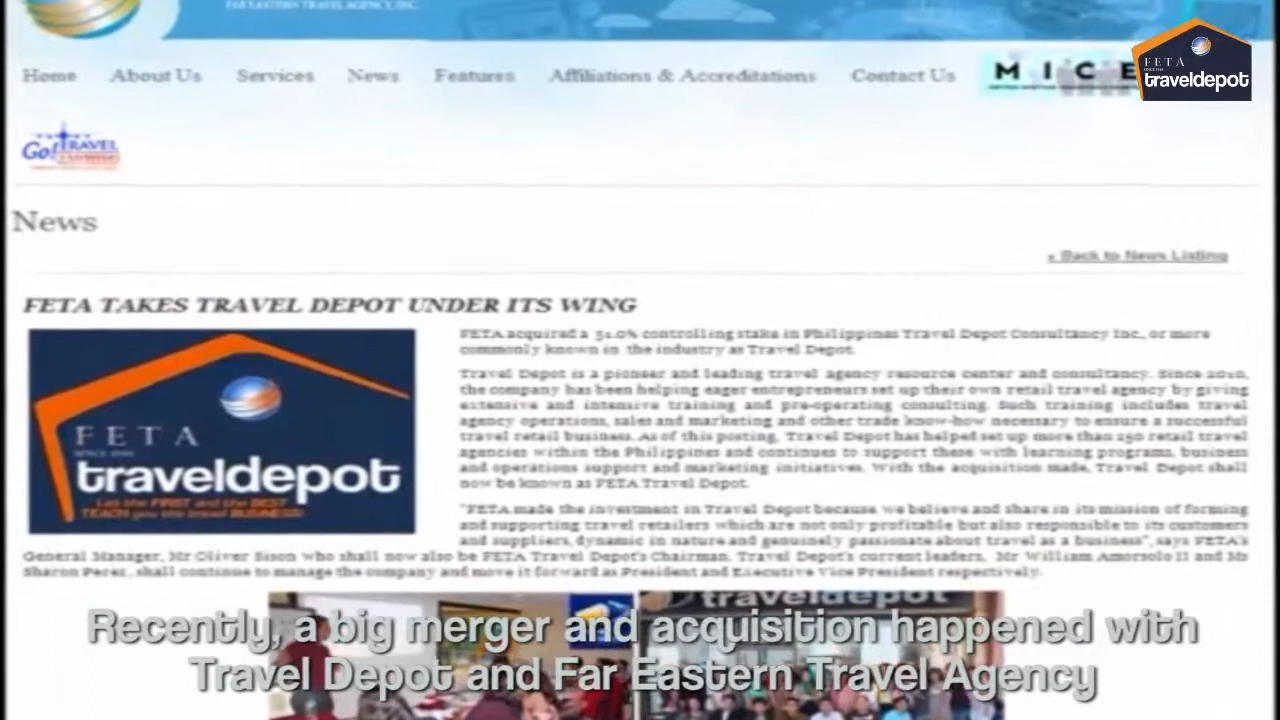 FAR EASTERN TRAVEL AGENCY, INC.
Home About Us Services News Features Affiliations & Accreditations Contact Us MICE
FETA
traveldepot
Go! TRAVEL
News
« Back to News Listing
FETA TAKES TRAVEL DEPOT UNDER ITS WING
FETA
SINCE
traveldepot
Let the FIRST and the BEST
TEACH you the travel BUSINESS!
FETA acquired a 51.0% controlling stake in Philippines Travel Depot Consultancy Inc., or more
commonly known in the industry as Travel Depot.
Travel Depot is a pioneer and leading travel agency resource center and consultancy. Since 2010,
the company has been helping eager entrepreneurs set up their own retail travel agency by giving
extensive and intensive training and pre-operating consulting. Such training includes travel
agency operations, sales and marketing and other trade know-how necessary to ensure a successful
travel retail business. As of this posting, Travel Depot has helped set up more than 250 retail travel
agencies within the Philippines and continues to support these with learning programs, business
and operations support and marketing initiatives. With the acquisition made, Travel Depot shall
now be known as FETA Travel Depot.
"FETA made the investment in Travel Depot because we believe and share in its mission of forming
and supporting travel retailers which are not only profitable but also responsible to its customers
and suppliers, dynamic in nature and genuinely passionate about travel as a business", says FETA's
General Manager, Mr Oliver Sison who shall now also be FETA Travel Depot's Chairman. Travel Depot's current leaders, Mr William Amorsolo II and Ms
Sharon Perez, shall continue to manage the company and move it forward as President and Executive Vice President respectively.
traveldepot
Recently, a big merger and acquisition happened with
Travel Depot and Far Eastern Travel Agency